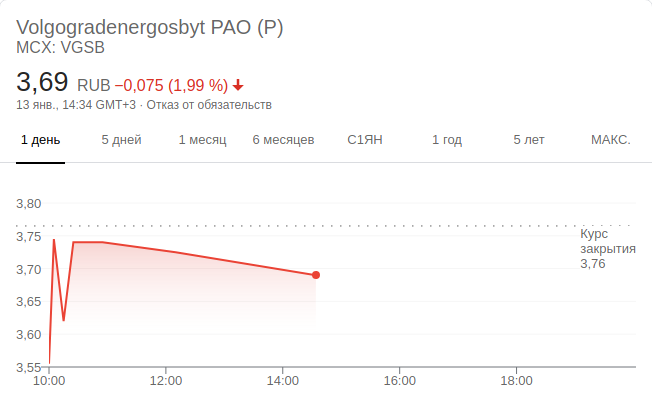 Volgogradenergosbyt PAO (P)
MCX: VGSB
3,69 RUB −0,075 (1,99 %)
13 янв., 14:34 GMT+3 · Отказ от обязательств
1 день 5 дней 1 месяц 6 месяцев С1ЯН 1 год 5 лет МАКС.
3,80
3,75
3,70
3,65
3,60
3,55
Курс
закрытия
3,76
10:00 12:00 14:00 16:00 18:00